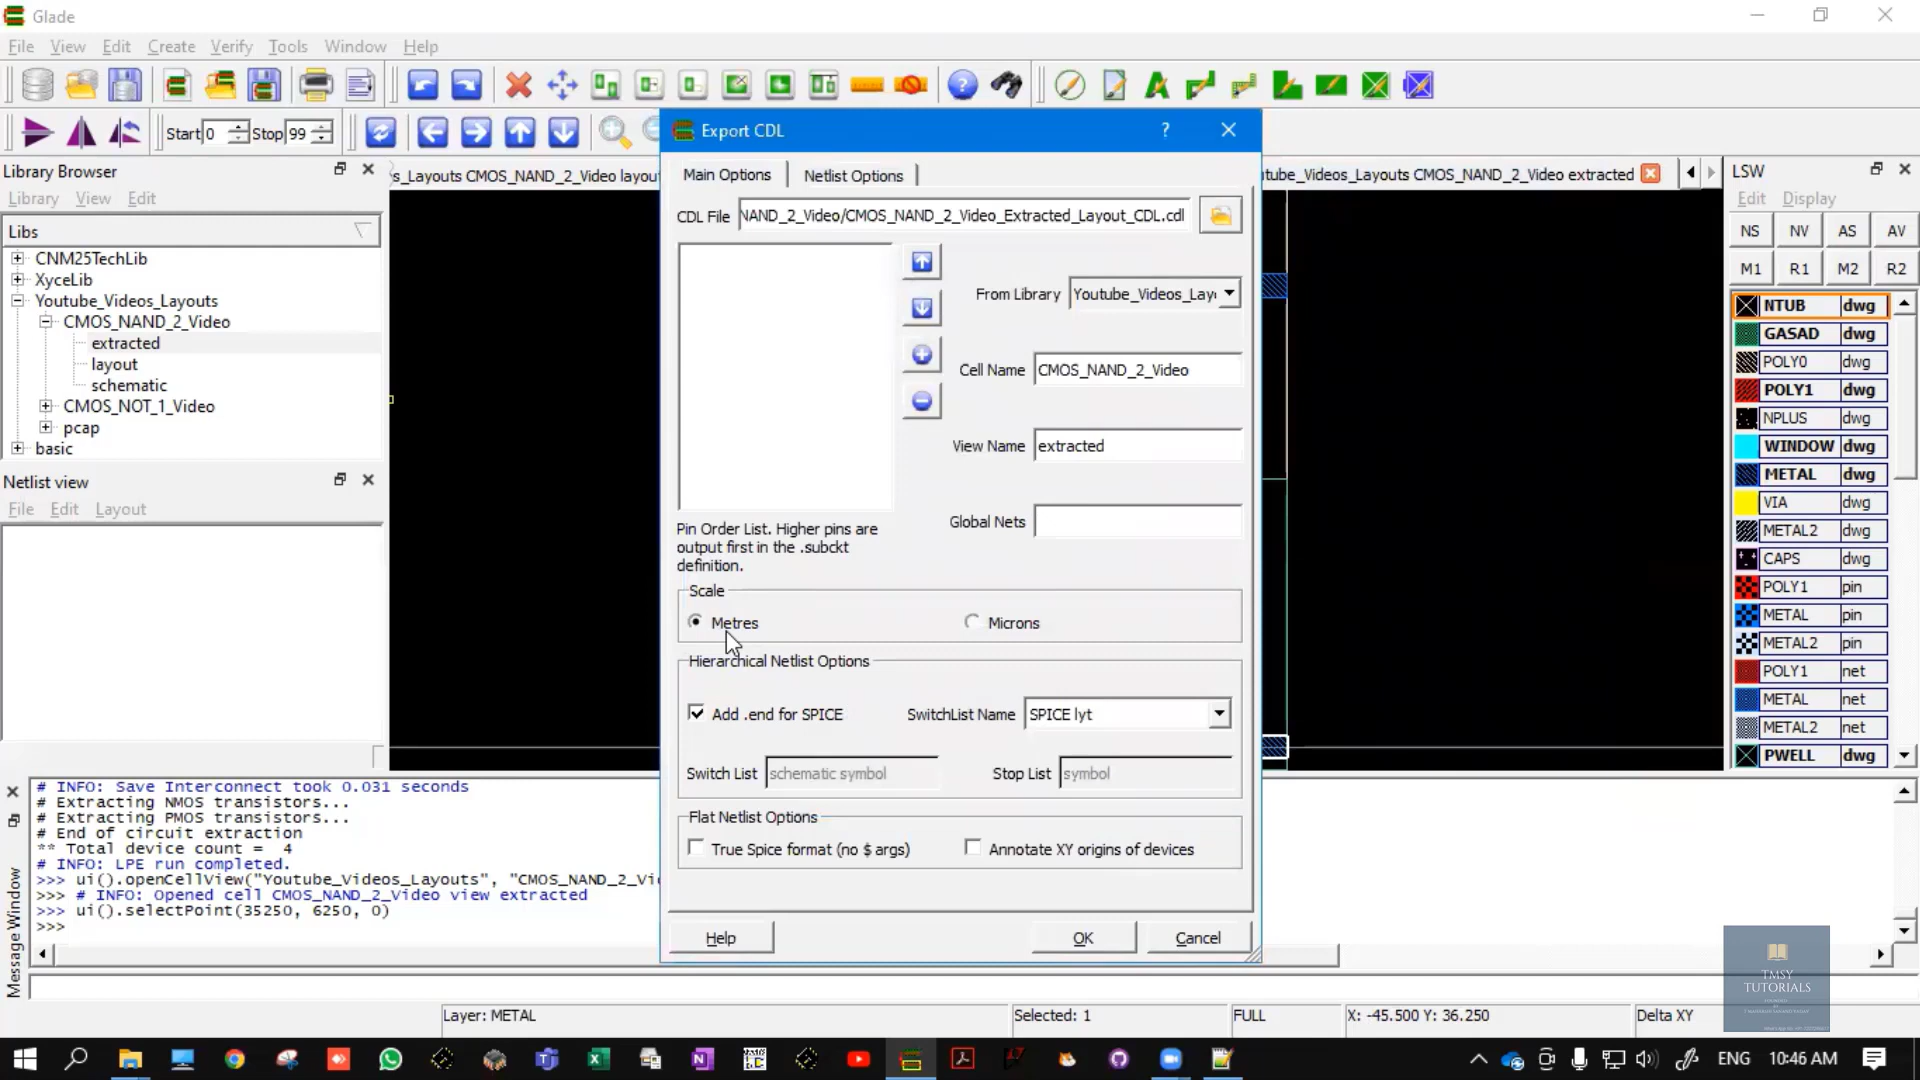 Glade
File View Edit Create Verify Tools Window Help
Start 0 Stop 99
Library Browser
Library View Edit
Libs
CNM25TechLib
XyceLib
Youtube_Videos_Layouts
CMOS_NAND_2_Video
extracted
layout
schematic
CMOS_NOT_1_Video
pcap
basic
Netlist view
File Edit Layout
s_Layouts CMOS_NAND_2_Video layou
tube_Videos_Layouts CMOS_NAND_2_Video extracted
Export CDL
?
Main Options
Netlist Options
CDL File
NAND_2_Video/CMOS_NAND_2_Video_Extracted_Layout_CDL.cdl
From Library
Youtube_Videos_Lay
Cell Name
CMOS_NAND_2_Video
View Name
extracted
Global Nets
Pin Order List. Higher pins are
output first in the .subckt
definition.
Scale
Metres
Microns
Hierarchical Netlist Options
Add .end for SPICE
SwitchList Name
SPICE lyt
Switch List
schematic symbol
Stop List
symbol
Flat Netlist Options
True Spice format (no $ args)
Annotate XY origins of devices
Help
OK
Cancel
LSW
Edit Display
NS NV AS AV
M1 R1 M2 R2
NTUB dwg
GASAD dwg
POLY0 dwg
POLY1 dwg
NPLUS dwg
WINDOW dwg
METAL dwg
VIA dwg
METAL2 dwg
CAPS dwg
POLY1 pin
METAL pin
METAL2 pin
POLY1 net
METAL net
METAL2 net
PWELL dwg
Message Window
# INFO: Save Interconnect took 0.031 seconds
# Extracting NMOS transistors...
# Extracting PMOS transistors...
# End of circuit extraction
** Total device count = 4
# INFO: LPE run completed.
>>> ui().openCellView("Youtube_Videos_Layouts", "CMOS_NAND_2_Vi
>>> # INFO: Opened cell CMOS_NAND_2_Video view extracted
>>> ui().selectPoint(35250, 6250, 0)
>>>
TMSY
TUTORIALS
Layer: METAL
Selected: 1
FULL
X: -45.500 Y: 36.250
Delta XY
ENG
10:46 AM